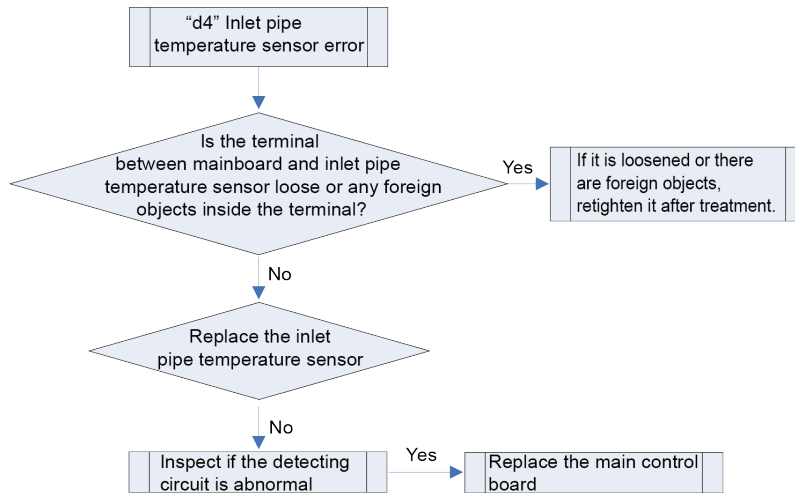 “d4” Inlet pipe
temperature sensor error
Is the terminal
between mainboard and inlet pipe
temperature sensor loose or any foreign
objects inside the terminal?
Yes
If it is loosened or there
are foreign objects,
retighten it after treatment.
No
Replace the inlet
pipe temperature sensor
No
Inspect if the detecting
circuit is abnormal
Yes
Replace the main control
board